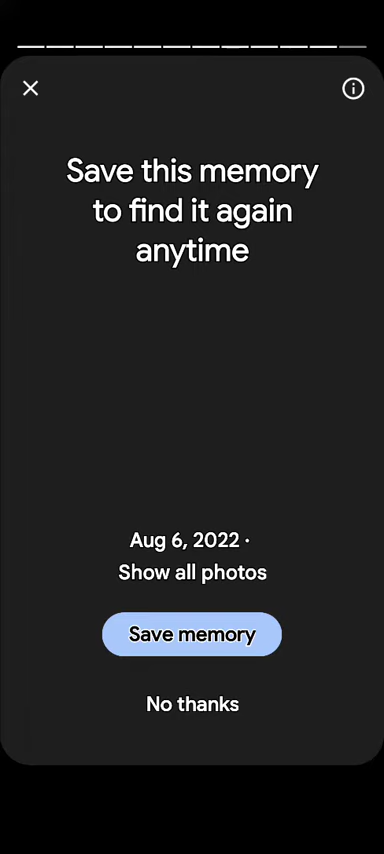 Save this memory
to find it again
anytime
Aug 6, 2022 ·
Show all photos
Save memory
No thanks